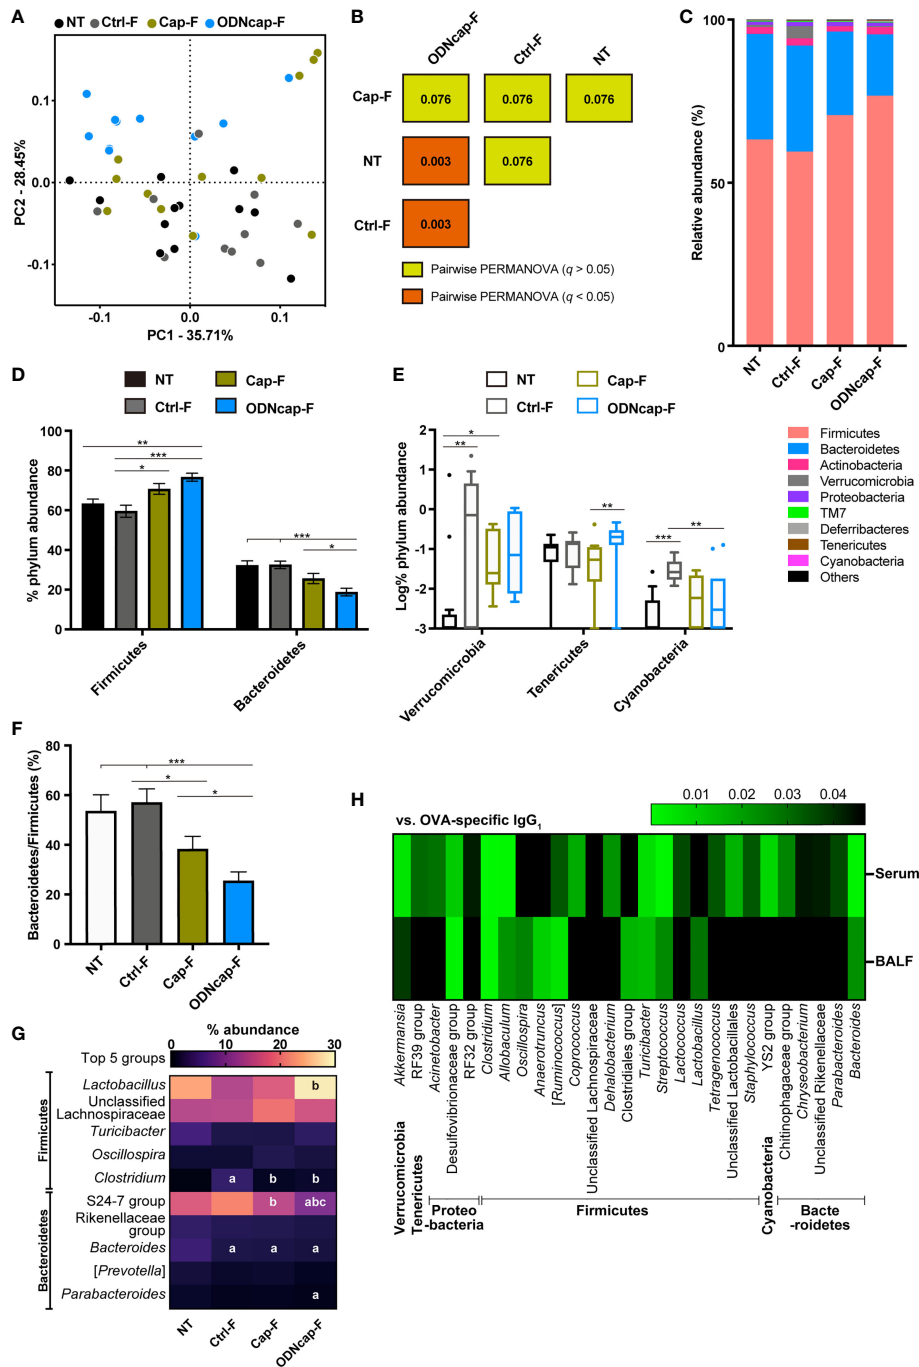 A
NT Ctrl-F Cap-F ODNcap-F
0.1
0.0
-0.1
-0.1 0.0 0.1
PC2 - 28.45%
PC1 - 35.71%
B
ODNcap-F
Ctrl-F
NT
Cap-F 0.076 0.076 0.076
NT 0.003 0.076
Ctrl-F 0.003
Pairwise PERMANOVA (q > 0.05)
Pairwise PERMANOVA (q < 0.05)
C
Relative abundance (%)
100
50
0
NT
Ctrl-F
Cap-F
ODNcap-F
Firmicutes
Bacteroidetes
Actinobacteria
Verrucomicrobia
Proteobacteria
TM7
Deferribacteres
Tenericutes
Cyanobacteria
Others
D
NT Cap-F
Ctrl-F ODNcap-F
% phylum abundance
100
80
60
40
20
0
**
***
*
***
*
Firmicutes
Bacteroidetes
E
NT Cap-F
Ctrl-F ODNcap-F
Log% phylum abundance
2
1
-0
-1
-2
-3
*
**
**
**
***
Verrucomicrobia
Tenericutes
Cyanobacteria
F
Bacteroidetes/Firmicutes (%)
80
60
40
20
0
***
*
*
NT
Ctrl-F
Cap-F
ODNcap-F
G
% abundance
Top 5 groups
0 10 20 30
Firmicutes
Lactobacillus b
Unclassified
Lachnospiraceae
Turicibacter
Oscillospira
Clostridium a b b
Bacteroidetes
S24-7 group b abc
Rikenellaceae
group
Bacteroides a a a
[Prevotella]
Parabacteroides a
NT
Ctrl-F
Cap-F
ODNcap-F
H
vs. OVA-specific IgG1
0.01 0.02 0.03 0.04
Serum
BALF
Akkermansia
RF39 group
Acinetobacter
Desulfovibrionaceae group
RF32 group
Clostridium
Allobaculum
Oscillospira
Anaerotruncus
[Ruminococcus]
Coprococcus
Unclassified Lachnospiraceae
Dehalobacterium
Clostridiales group
Turicibacter
Streptococcus
Lactococcus
Lactobacillus
Tetragenococcus
Unclassified Lactobacillales
Staphylococcus
YS2 group
Chitinophagaceae group
Chryseobacterium
Unclassified Rikenellaceae
Parabacteroides
Bacteroides
Verrucomicrobia
Tenericutes
Proteo
-bacteria
Firmicutes
Cyanobacteria
Bacte
-roidetes